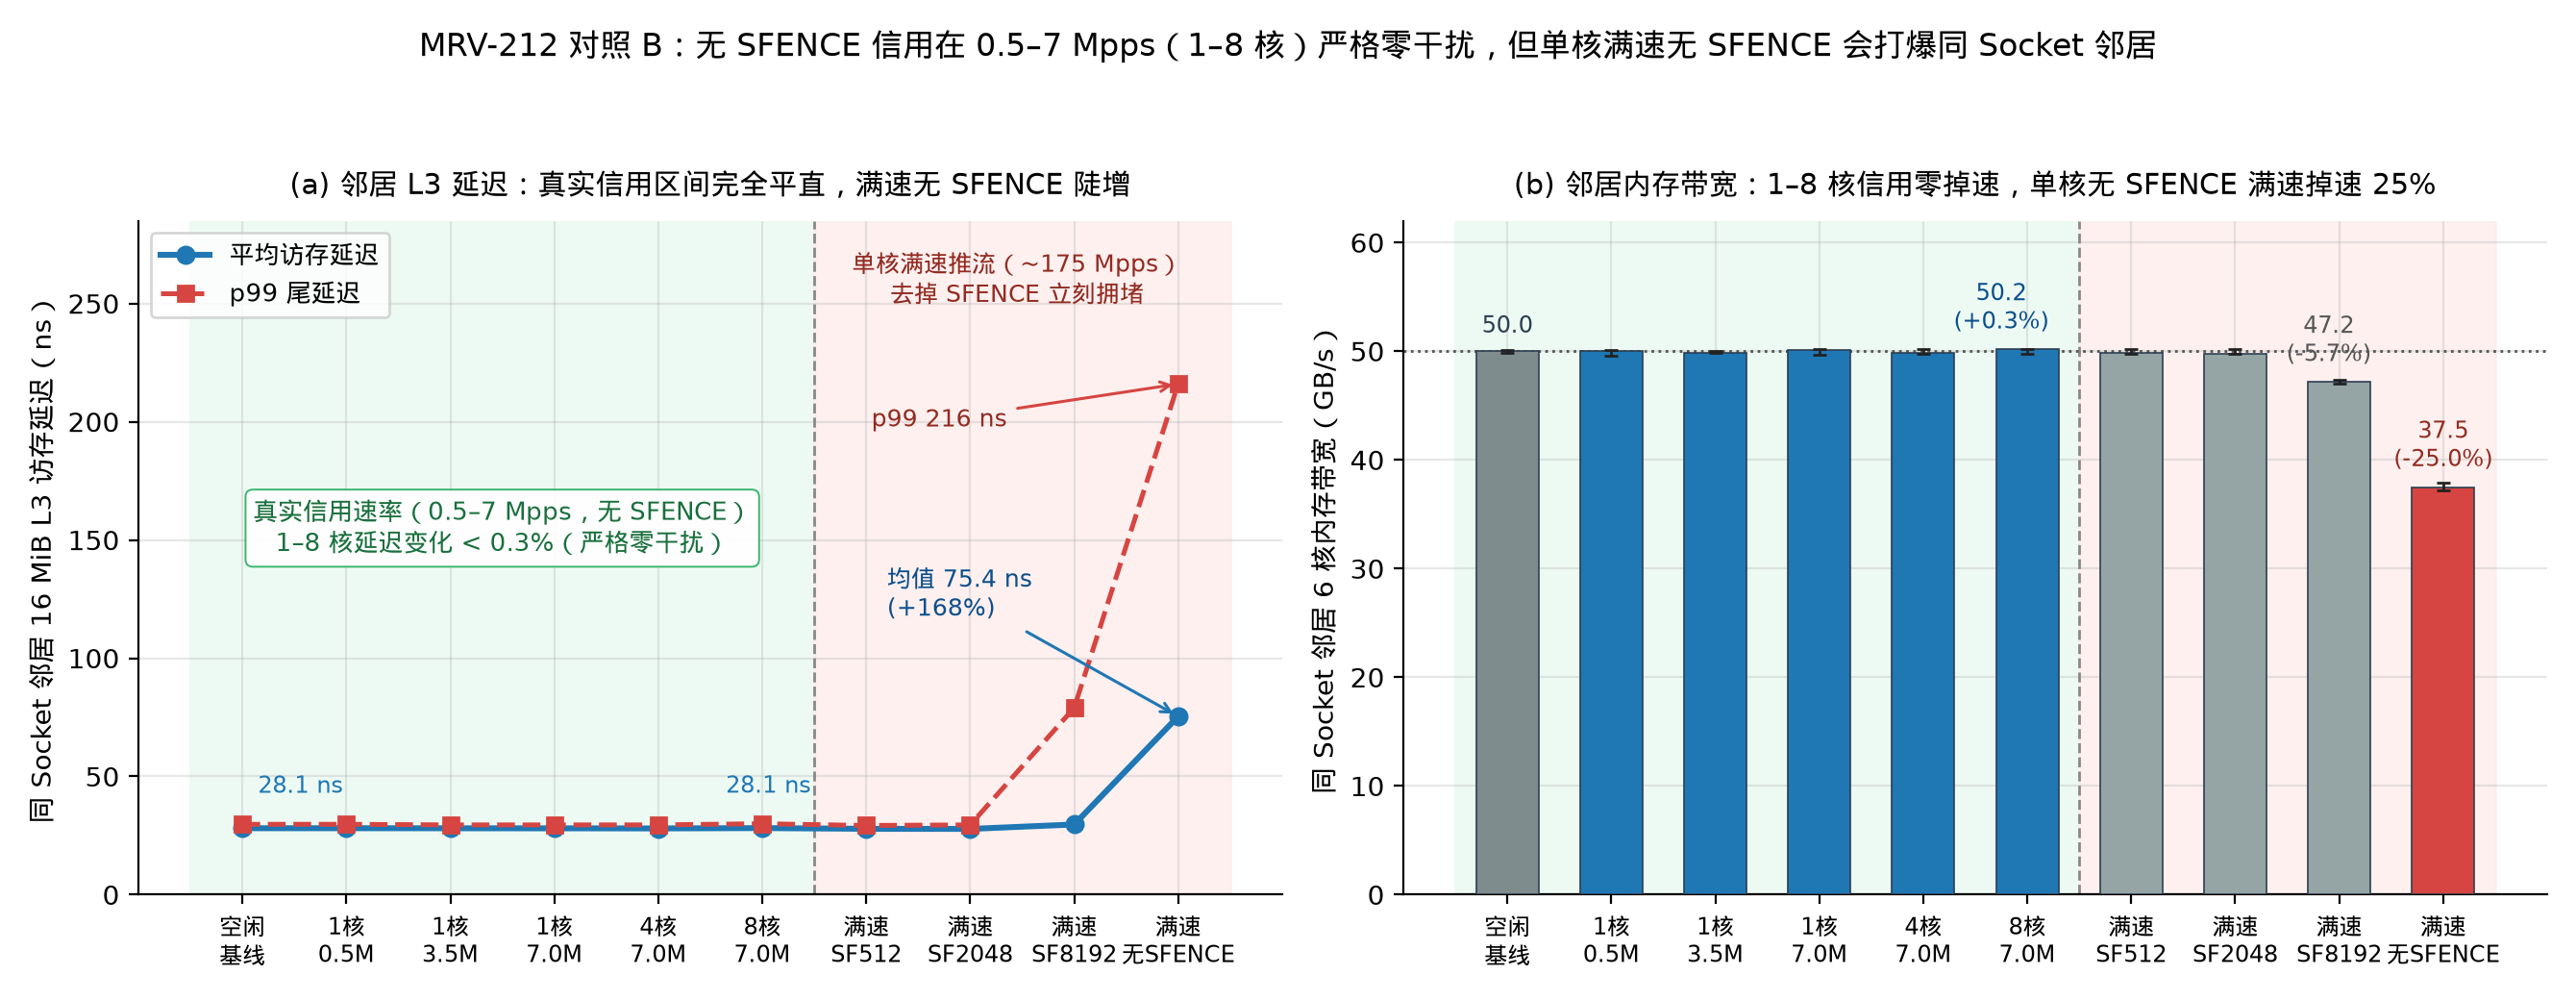 MRV-212 对照 B：无 SFENCE 信用在 0.5–7 Mpps（1–8 核）严格零干扰，但单核满速无 SFENCE 会打爆同 Socket 邻居
(a) 邻居 L3 延迟：真实信用区间完全平直，满速无 SFENCE 陡增
同 Socket 邻居 16 MiB L3 访存延迟（ns）
平均访存延迟
p99 尾延迟
单核满速推流（~175 Mpps）
去掉 SFENCE 立刻拥堵
p99 216 ns
真实信用速率（0.5–7 Mpps，无 SFENCE）
1–8 核延迟变化 < 0.3%（严格零干扰）
均值 75.4 ns
(+168%)
28.1 ns
28.1 ns
250
200
150
100
50
0
空闲
基线
1核
0.5M
1核
3.5M
1核
7.0M
4核
7.0M
8核
7.0M
满速
SF512
满速
SF2048
满速
SF8192
满速
无SFENCE
(b) 邻居内存带宽：1–8 核信用零掉速，单核无 SFENCE 满速掉速 25%
同 Socket 邻居 6 核内存带宽（GB/s）
60
50
40
30
20
10
0
50.0
50.2
(+0.3%)
47.2
(-5.7%)
37.5
(-25.0%)
空闲
基线
1核
0.5M
1核
3.5M
1核
7.0M
4核
7.0M
8核
7.0M
满速
SF512
满速
SF2048
满速
SF8192
满速
无SFENCE